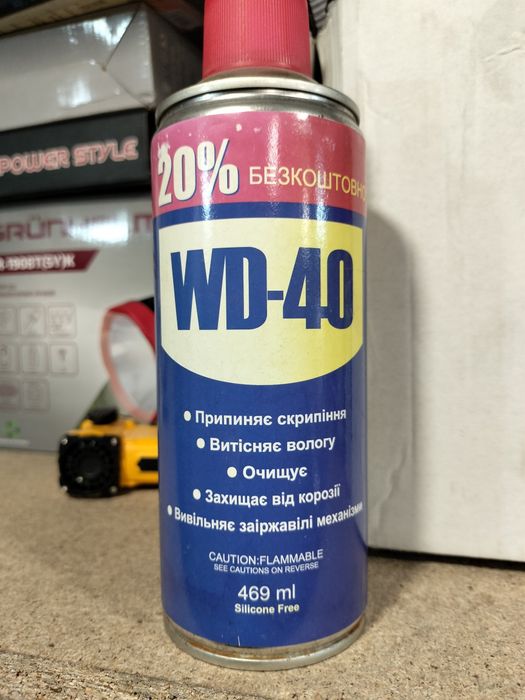 20% БЕЗКОШТОВНО
WD-40
• Припиняє скрипіння
• Витісняє вологу
• Очищує
• Захищає від корозії
• Вивільняє заіржавілі механізми
CAUTION:FLAMMABLE
SEE CAUTIONS ON REVERSE
469 ml
Silicone Free
POWER STYLE